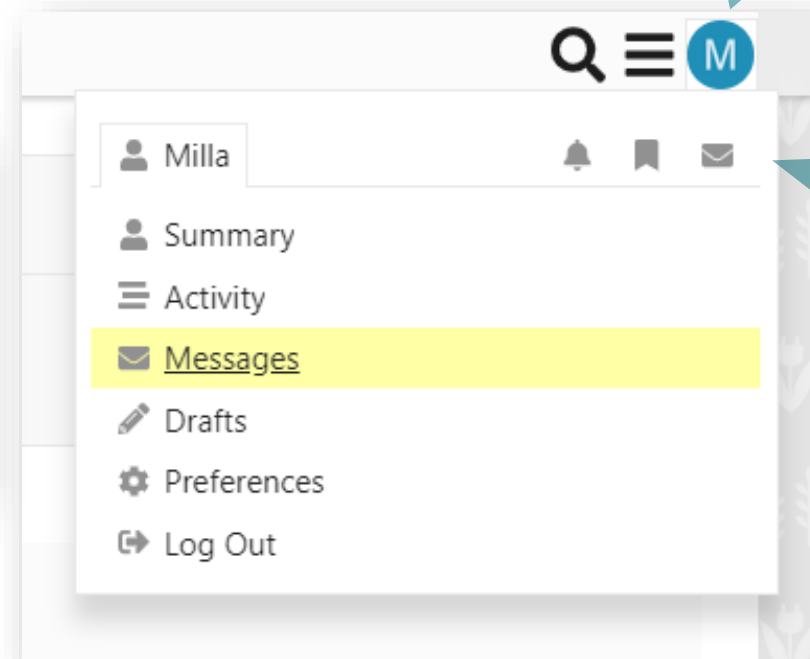 M
Milla
Summary
Activity
Messages
Drafts
Preferences
Log Out